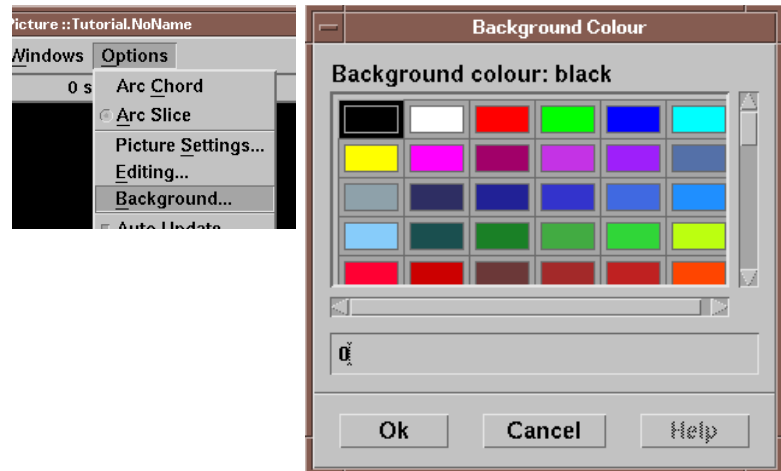 Picture ::Tutorial.NoName
Windows Options
0 s
Arc Chord
Arc Slice
Picture Settings...
Editing...
Background...
Auto Update
Background Colour
Background colour: black
0
Ok Cancel Help